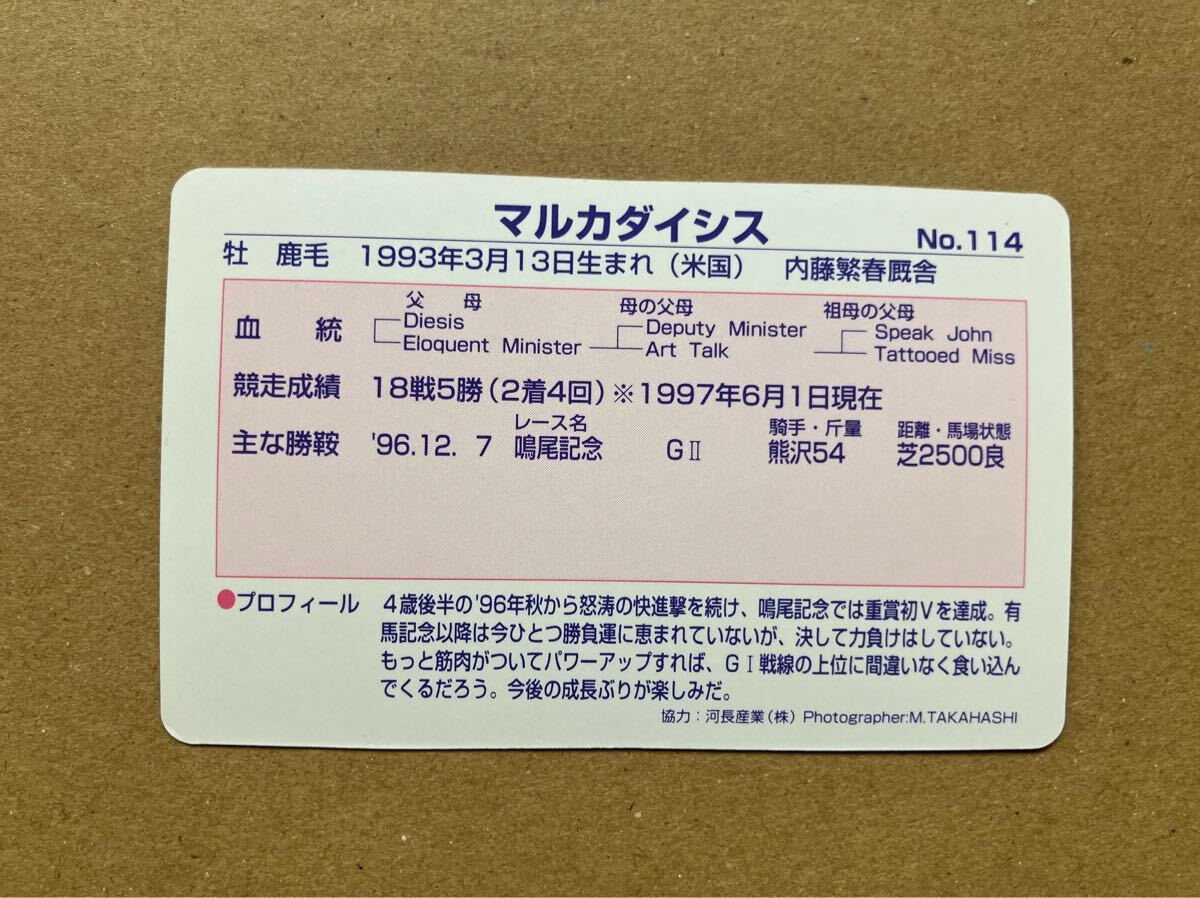 マルカダイシス No.114
牡 鹿毛 1993年3月13日生まれ（米国） 内藤繁春厩舎
父 母 母の父母 祖母の父母
血統 Diesis Deputy Minister Speak John
Eloquent Minister Art Talk Tattooed Miss
競走成績 18戦5勝（2着4回）※1997年6月1日現在
レース名 騎手・斤量 距離・馬場状態
主な勝鞍 '96.12. 7 鳴尾記念 GⅡ 熊沢54 芝2500良
●プロフィール 4歳後半の'96年秋から怒涛の快進撃を続け、鳴尾記念では重賞初Vを達成。有
馬記念以降は今ひとつ勝負運に恵まれていないが、決して力負けはしていない。
もっと筋肉がついてパワーアップすれば、GⅠ戦線の上位に間違いなく食い込ん
でくるだろう。今後の成長ぶりが楽しみだ。
協力：河長産業（株） Photographer:M.TAKAHASHI